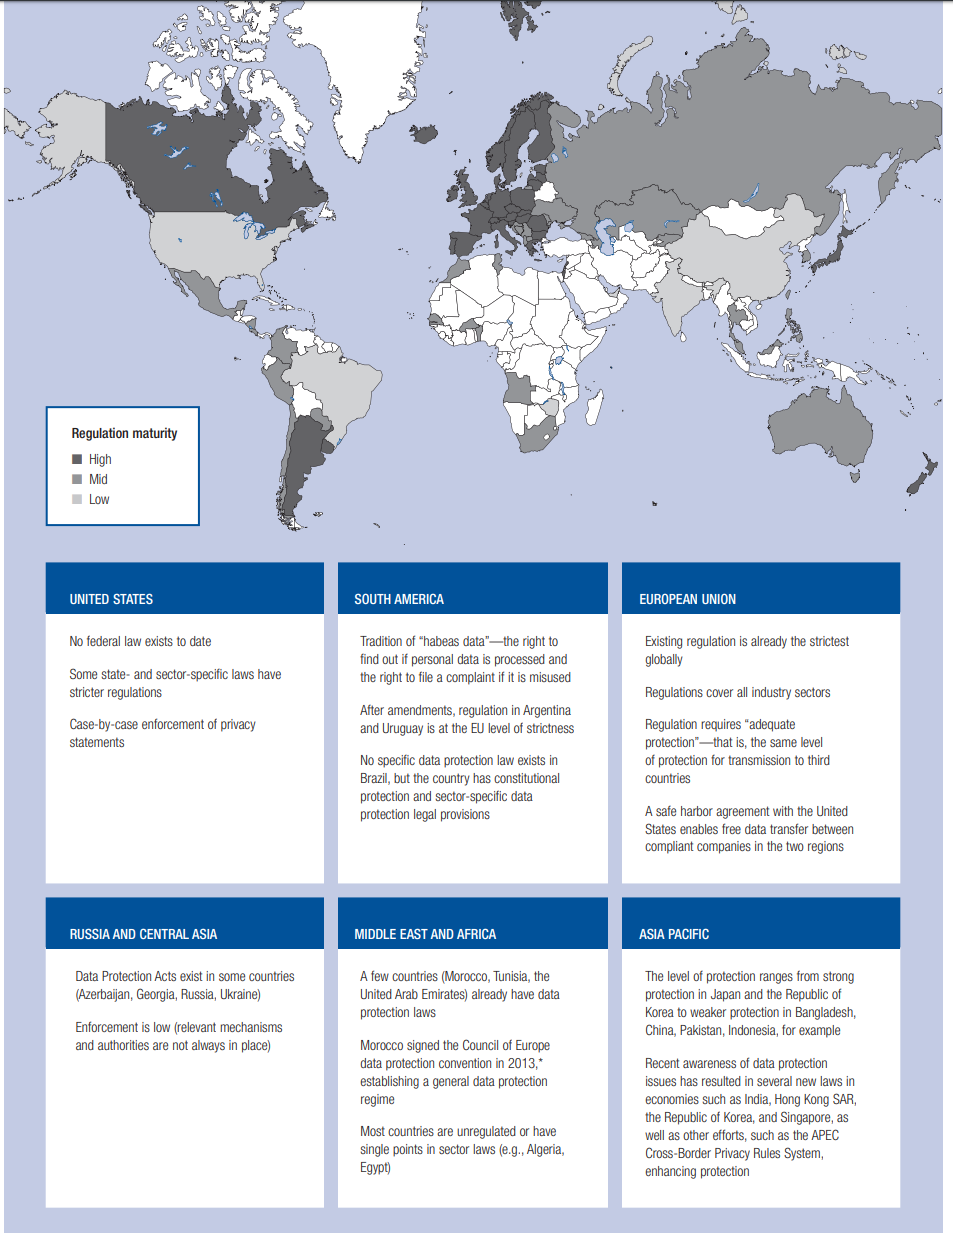 Regulation maturity
High
Mid
Low
UNITED STATES
No federal law exists to date
Some state- and sector-specific laws have
stricter regulations
Case-by-case enforcement of privacy
statements
SOUTH AMERICA
Tradition of “habeas data”—the right to
find out if personal data is processed and
the right to file a complaint if it is misused
After amendments, regulation in Argentina
and Uruguay is at the EU level of strictness
No specific data protection law exists in
Brazil, but the country has constitutional
protection and sector-specific data
protection legal provisions
EUROPEAN UNION
Existing regulation is already the strictest
globally
Regulations cover all industry sectors
Regulation requires “adequate
protection”—that is, the same level
of protection for transmission to third
countries
A safe harbor agreement with the United
States enables free data transfer between
compliant companies in the two regions
RUSSIA AND CENTRAL ASIA
Data Protection Acts exist in some countries
(Azerbaijan, Georgia, Russia, Ukraine)
Enforcement is low (relevant mechanisms
and authorities are not always in place)
MIDDLE EAST AND AFRICA
A few countries (Morocco, Tunisia, the
United Arab Emirates) already have data
protection laws
Morocco signed the Council of Europe
data protection convention in 2013,*
establishing a general data protection
regime
Most countries are unregulated or have
single points in sector laws (e.g., Algeria,
Egypt)
ASIA PACIFIC
The level of protection ranges from strong
protection in Japan and the Republic of
Korea to weaker protection in Bangladesh,
China, Pakistan, Indonesia, for example
Recent awareness of data protection
issues has resulted in several new laws in
economies such as India, Hong Kong SAR,
the Republic of Korea, and Singapore, as
well as other efforts, such as the APEC
Cross-Border Privacy Rules System,
enhancing protection